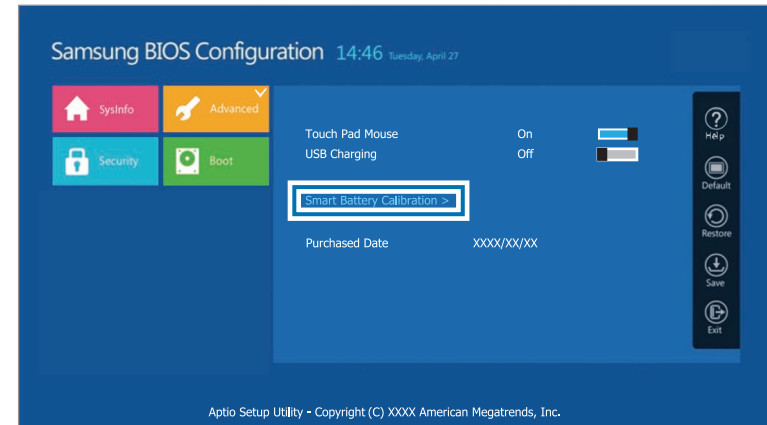 Samsung BIOS Configuration 14:46 Tuesday, April 27
SysInfo
Advanced
Security
Boot
Touch Pad Mouse On
USB Charging Off
Smart Battery Calibration >
Purchased Date XXXX/XX/XX
Help
Default
Restore
Save
Exit
Aptio Setup Utility - Copyright (C) XXXX American Megatrends, Inc.